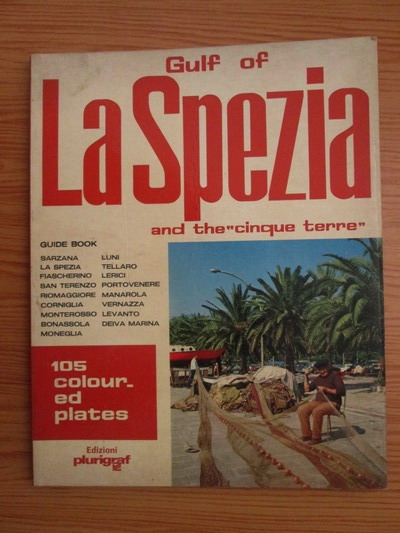 Gulf of
La Spezia
and the "cinque terre"
GUIDE BOOK
SARZANA LUNI
LA SPEZIA TELLARO
FIASCHERINO LERICI
SAN TERENZO PORTOVENERE
RIOMAGGIORE MANAROLA
CORNIGLIA VERNAZZA
MONTEROSSO LEVANTO
BONASSOLA DEIVA MARINA
MONEGLIA
105
colour-
ed
plates
Edizioni
plurigraf